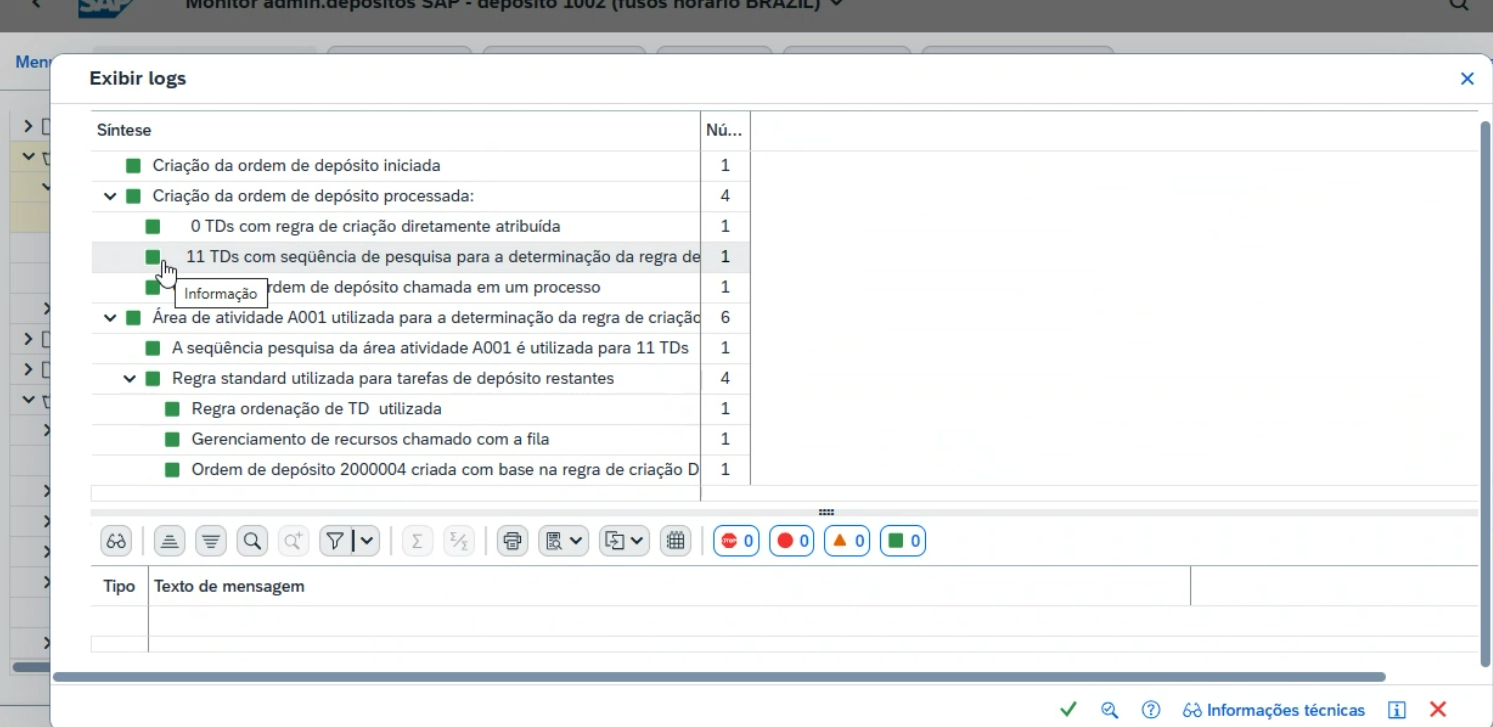 SAP
Monitor admin.depósitos SAP - depósito 1002 (fusos horário BRAZIL)
Exibir logs
Síntese Nú...
Criação da ordem de depósito iniciada 1
Criação da ordem de depósito processada: 4
0 TDs com regra de criação diretamente atribuída 1
11 TDs com seqüência de pesquisa para a determinação da regra de 1
rdem de depósito chamada em um processo 1
Informação
Área de atividade A001 utilizada para a determinação da regra de criação 6
A seqüência pesquisa da área atividade A001 é utilizada para 11 TDs 1
Regra standard utilizada para tarefas de depósito restantes 4
Regra ordenação de TD utilizada 1
Gerenciamento de recursos chamado com a fila 1
Ordem de depósito 2000004 criada com base na regra de criação D 1
STOP 0 0 0 0
Tipo Texto de mensagem
Informações técnicas